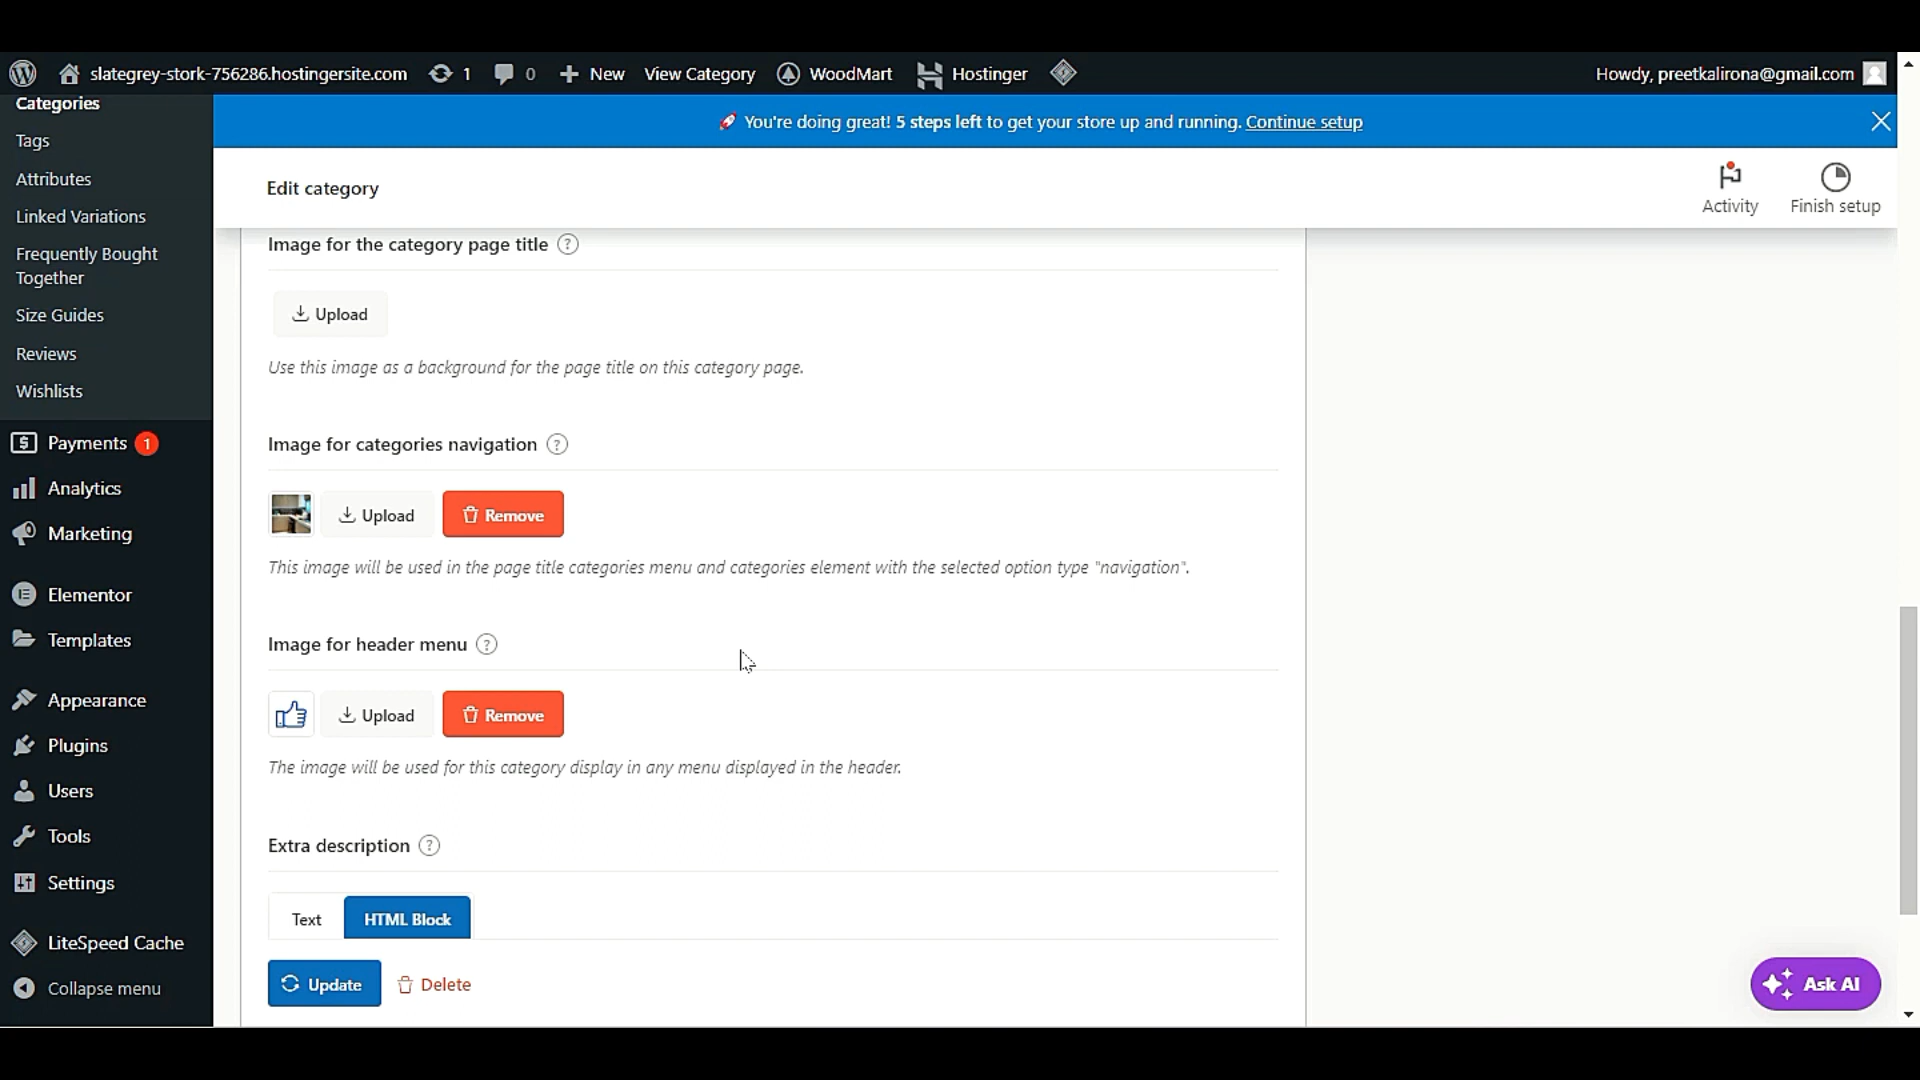 slategrey-stork-756286.hostingersite.com 1 0 New View Category WoodMart Hostinger Howdy, preetkalirona@gmail.com
🚀 You're doing great! 5 steps left to get your store up and running. Continue setup
Categories
Tags
Attributes
Linked Variations
Frequently Bought
Together
Size Guides
Reviews
Wishlists
Payments 1
Analytics
Marketing
Elementor
Templates
Appearance
Plugins
Users
Tools
Settings
LiteSpeed Cache
Collapse menu
Edit category
Activity
Finish setup
Image for the category page title ?
Upload
Use this image as a background for the page title on this category page.
Image for categories navigation ?
Upload Remove
This image will be used in the page title categories menu and categories element with the selected option type "navigation".
Image for header menu ?
Upload Remove
The image will be used for this category display in any menu displayed in the header.
Extra description ?
Text HTML Block
Update Delete
Ask AI